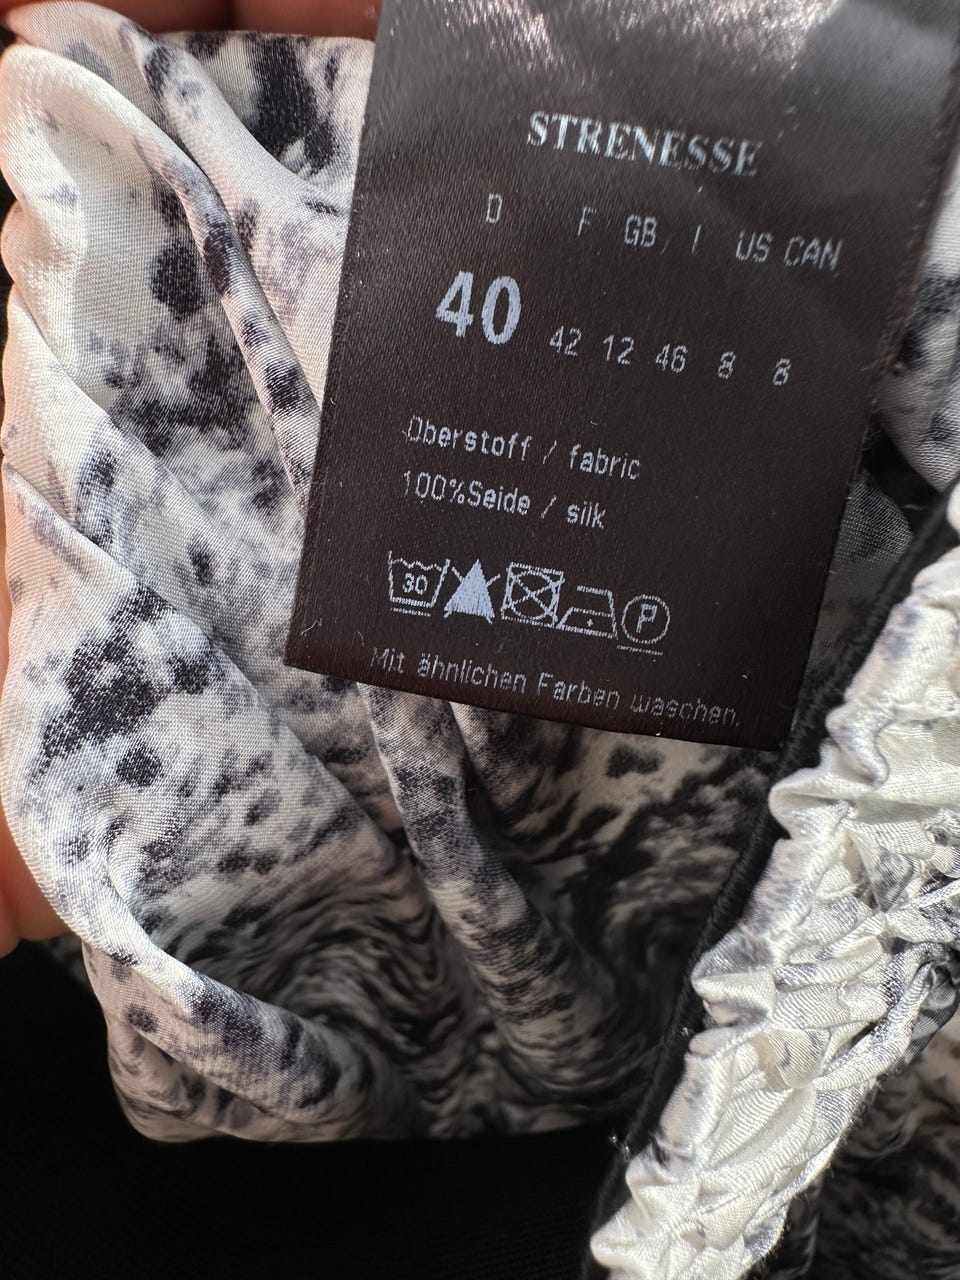 STRENESSE
D F GB I US CAN
40 42 12 46 8 8
Oberstoff / fabric
100%Seide / silk
30 P
Mit ähnlichen Farben waschen.